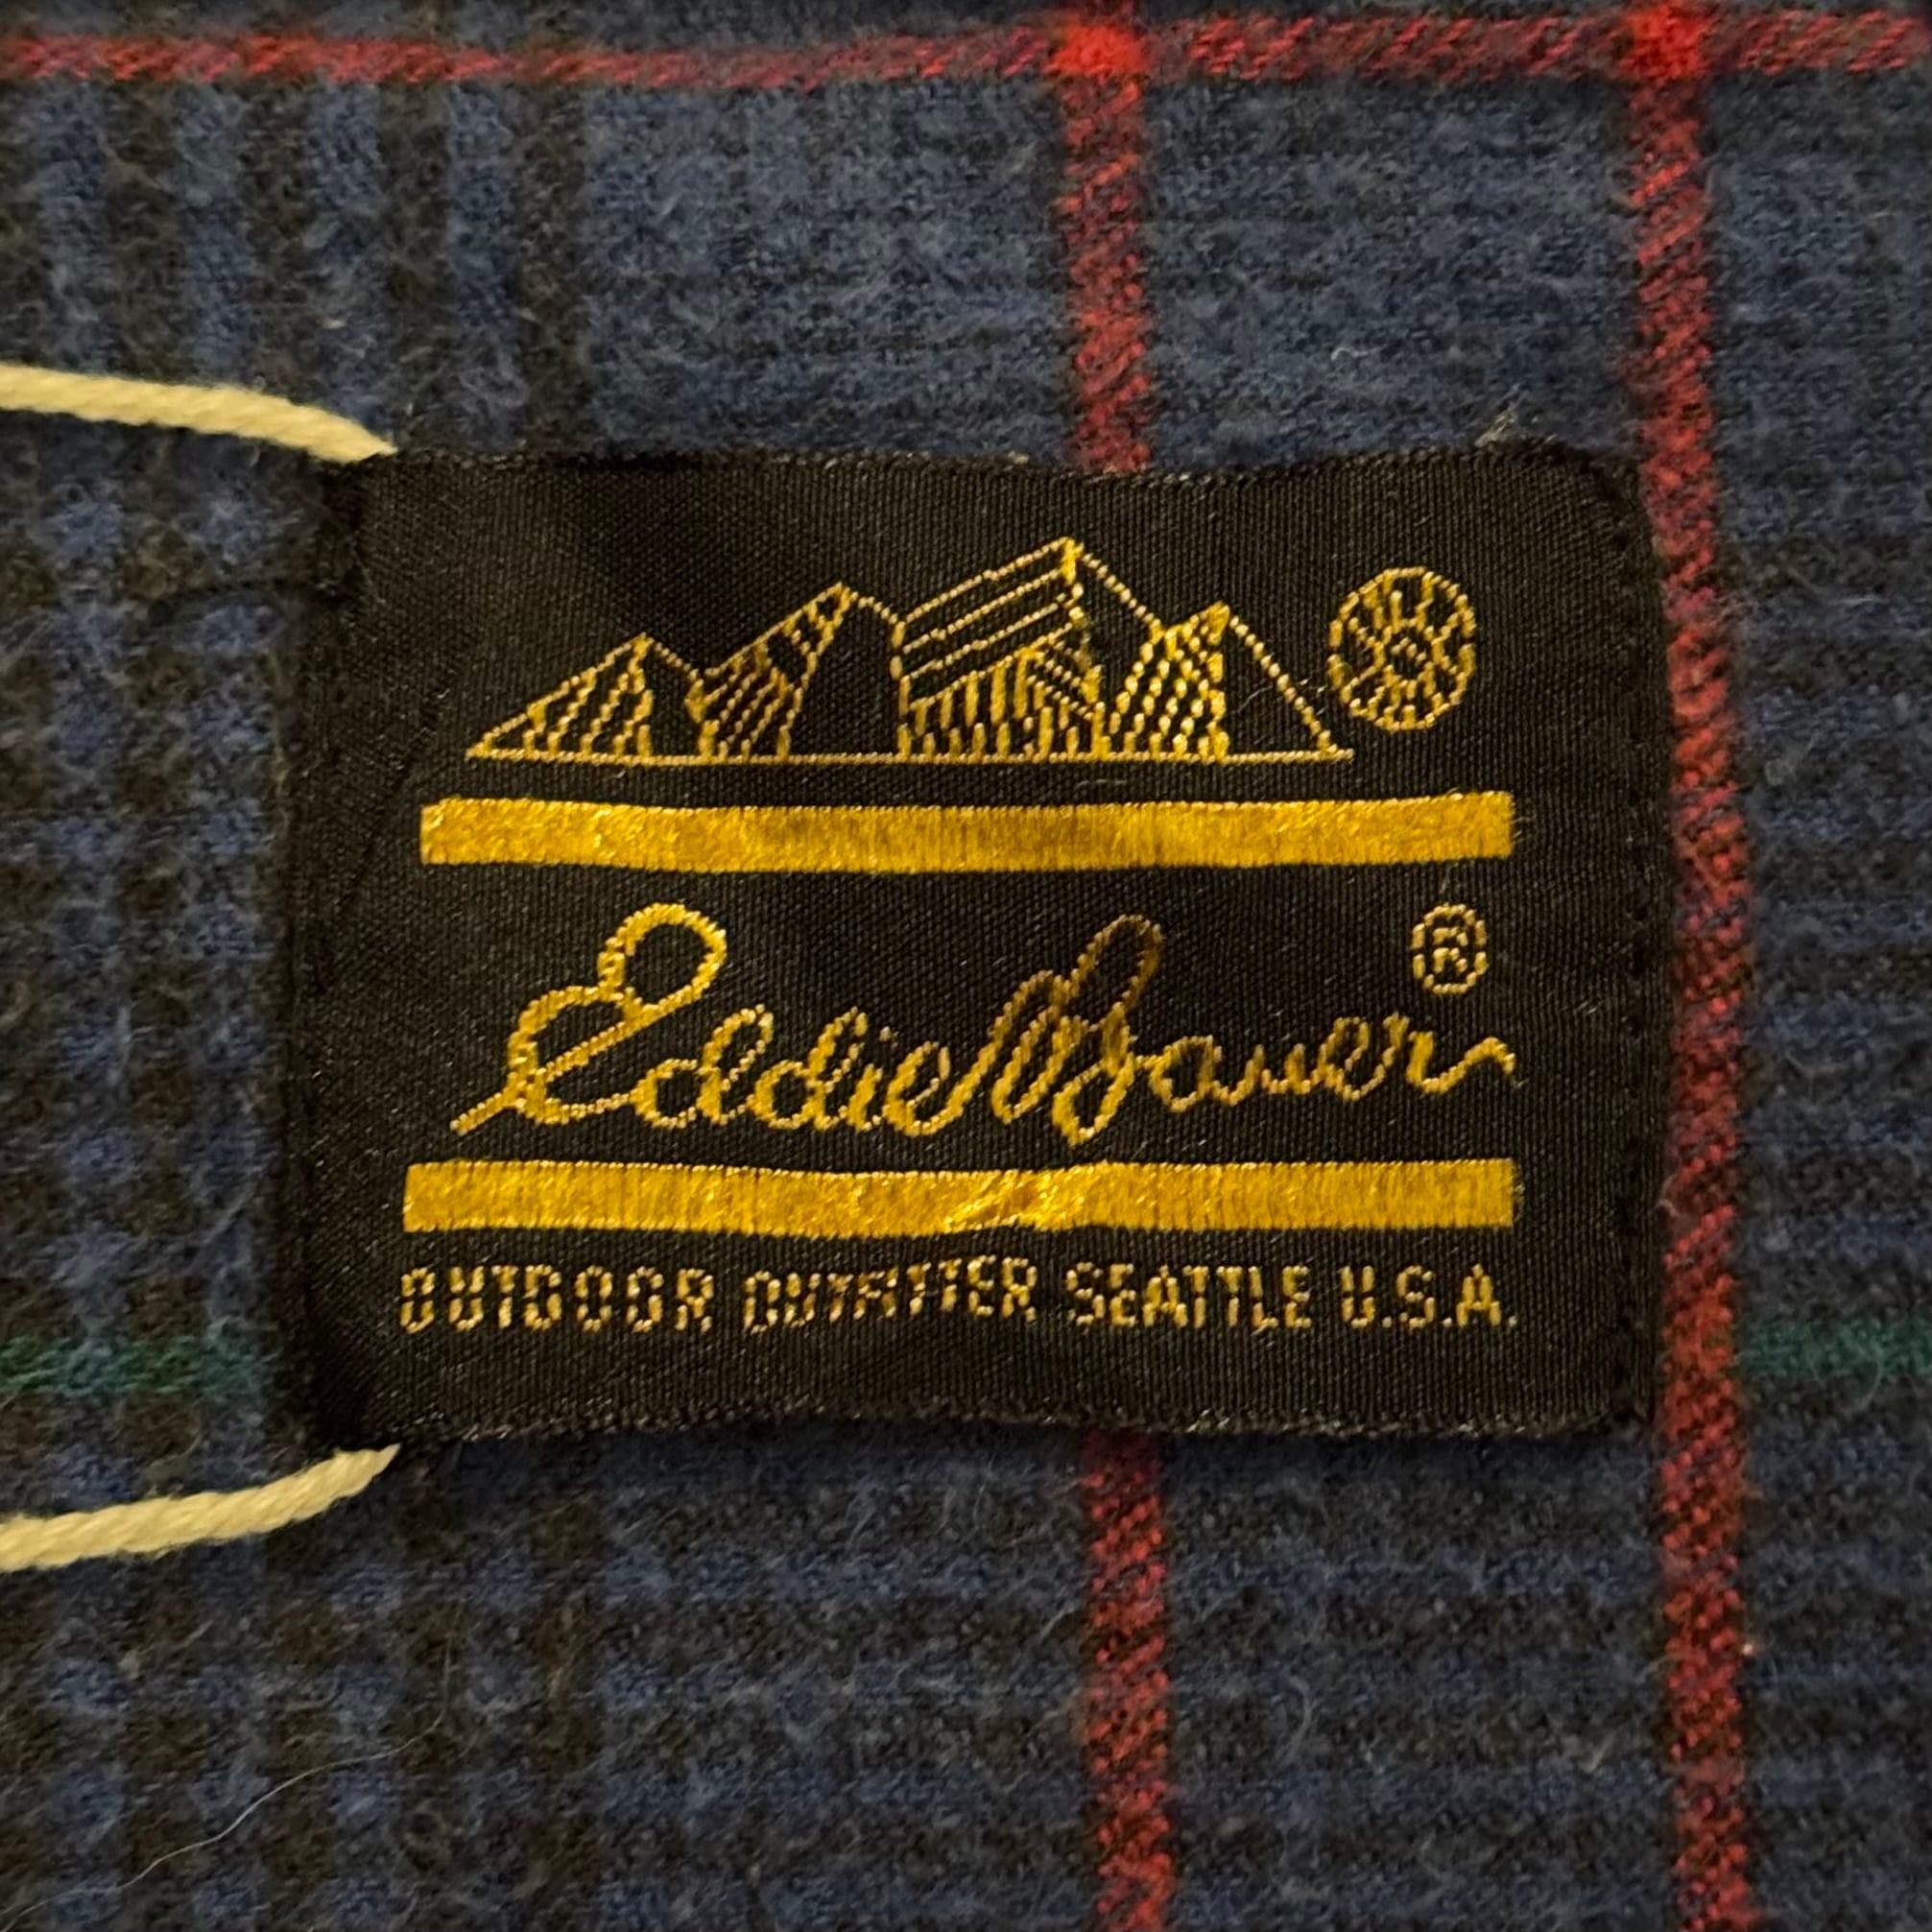 Eddie Bauer®
OUTDOOR OUTFITTER SEATTLE U.S.A.